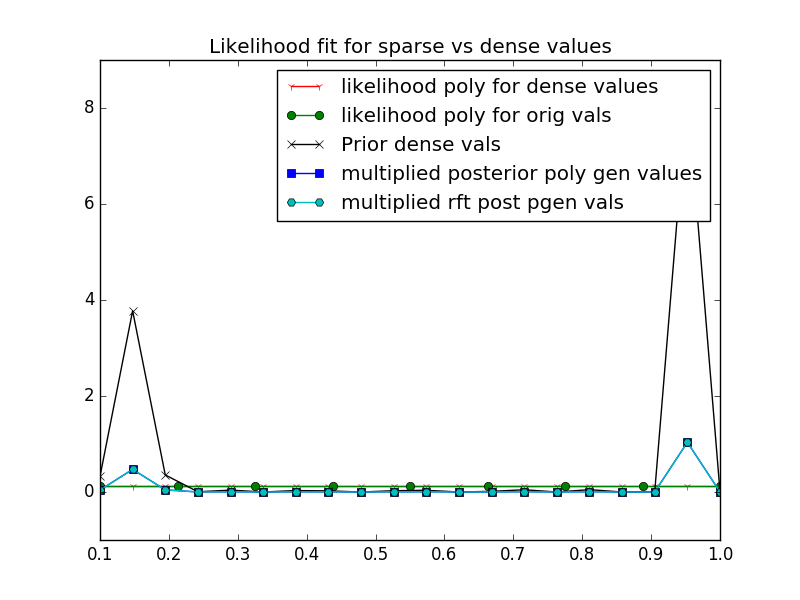 Likelihood fit for sparse vs dense values
likelihood poly for dense values
likelihood poly for orig vals
Prior dense vals
multiplied posterior poly gen values
multiplied rft post pgen vals
8
6
4
2
0
0.1 0.2 0.3 0.4 0.5 0.6 0.7 0.8 0.9 1.0